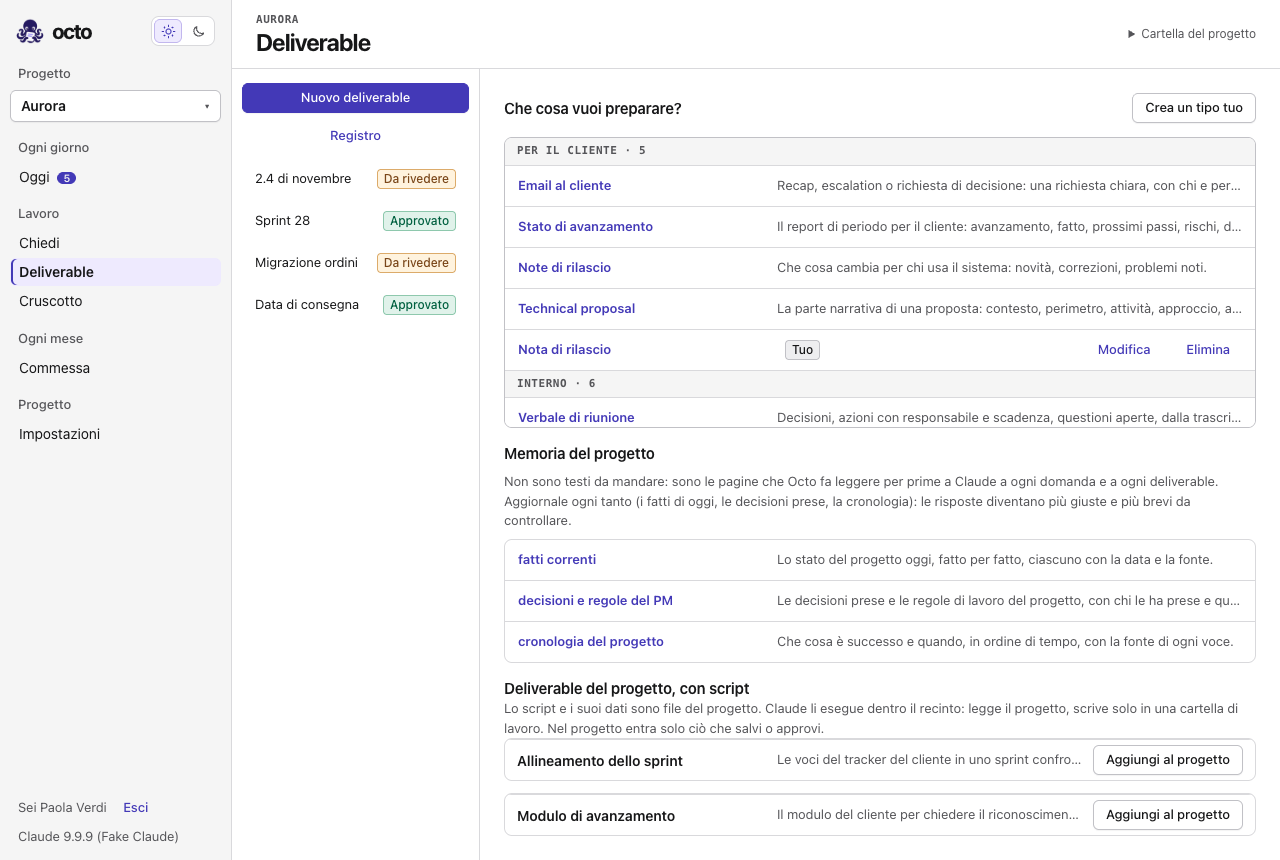 octo
Progetto
Aurora
Ogni giorno
Oggi 5
Lavoro
Chiedi
Deliverable
Cruscotto
Ogni mese
Commessa
Progetto
Impostazioni
Sei Paola Verdi Esci
Claude 9.9.9 (Fake Claude)
AURORA
Deliverable
Cartella del progetto
Nuovo deliverable
Registro
2.4 di novembre Da rivedere
Sprint 28 Approvato
Migrazione ordini Da rivedere
Data di consegna Approvato
Che cosa vuoi preparare? Crea un tipo tuo
PER IL CLIENTE · 5
Email al cliente Recap, escalation o richiesta di decisione: una richiesta chiara, con chi e per…
Stato di avanzamento Il report di periodo per il cliente: avanzamento, fatto, prossimi passi, rischi, d…
Note di rilascio Che cosa cambia per chi usa il sistema: novità, correzioni, problemi noti.
Technical proposal La parte narrativa di una proposta: contesto, perimetro, attività, approccio, a…
Nota di rilascio Tuo Modifica Elimina
INTERNO · 6
Verbale di riunione Decisioni, azioni con responsabile e scadenza, questioni aperte, dalla trascri…
Memoria del progetto
Non sono testi da mandare: sono le pagine che Octo fa leggere per prime a Claude a ogni domanda e a ogni deliverable.
Aggiornale ogni tanto (i fatti di oggi, le decisioni prese, la cronologia): le risposte diventano più giuste e più brevi da
controllare.
fatti correnti Lo stato del progetto oggi, fatto per fatto, ciascuno con la data e la fonte.
decisioni e regole del PM Le decisioni prese e le regole di lavoro del progetto, con chi le ha prese e qu…
cronologia del progetto Che cosa è successo e quando, in ordine di tempo, con la fonte di ogni voce.
Deliverable del progetto, con script
Lo script e i suoi dati sono file del progetto. Claude li esegue dentro il recinto: legge il progetto, scrive solo in una cartella di
lavoro. Nel progetto entra solo ciò che salvi o approvi.
Allineamento dello sprint Le voci del tracker del cliente in uno sprint confro… Aggiungi al progetto
Modulo di avanzamento Il modulo del cliente per chiedere il riconoscimen… Aggiungi al progetto